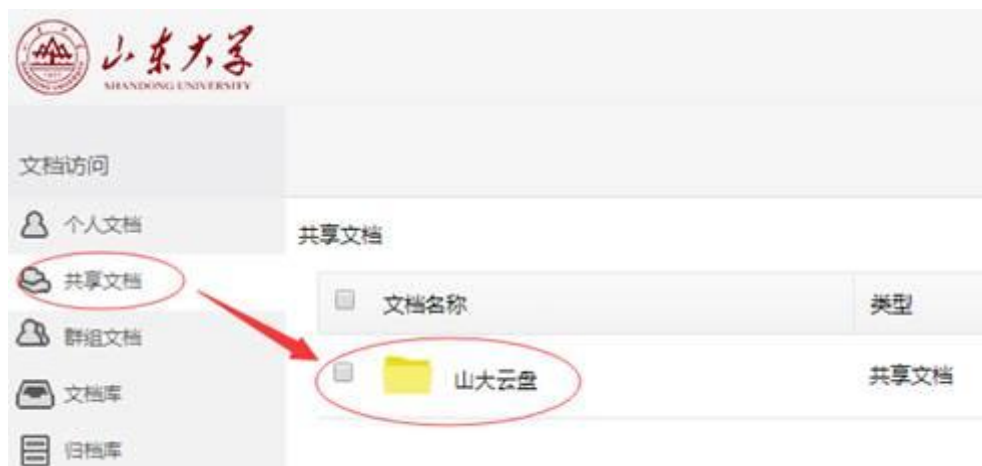 山东大学
SHANDONG UNIVERSITY
文档访问
个人文档
共享文档
群组文档
文档库
归档库
共享文档
文档名称 类型
山大云盘 共享文档